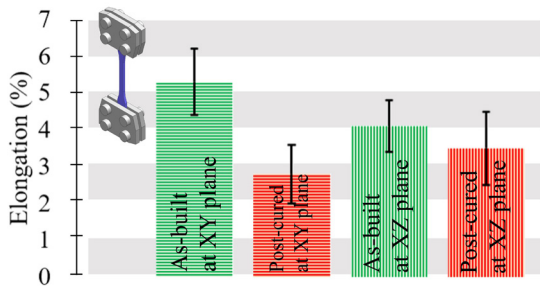 7
6
5
4
3
2
1
0
Elongation (%)
As-built
at XY plane
Post-cured
at XY plane
As-built
at XZ plane
Post-cured
at XZ plane